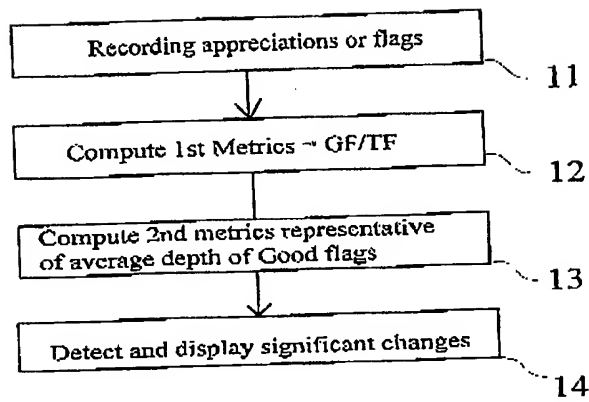 Recording appreciations or flags
11
Compute 1st Metrics - GF/TF
12
Compute 2nd metrics representative
of average depth of Good flags
13
Detect and display significant changes
14